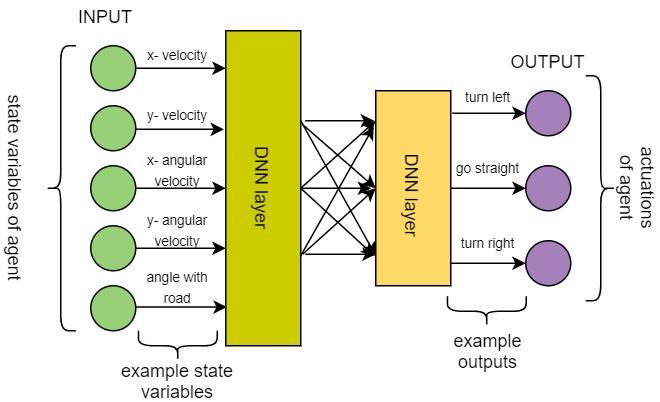 INPUT
x- velocity
y- velocity
x- angular
velocity
y- angular
velocity
angle with
road
state variables of agent
example state
variables
DNN layer
DNN layer
OUTPUT
turn left
go straight
turn right
example
outputs
actuations
of agent